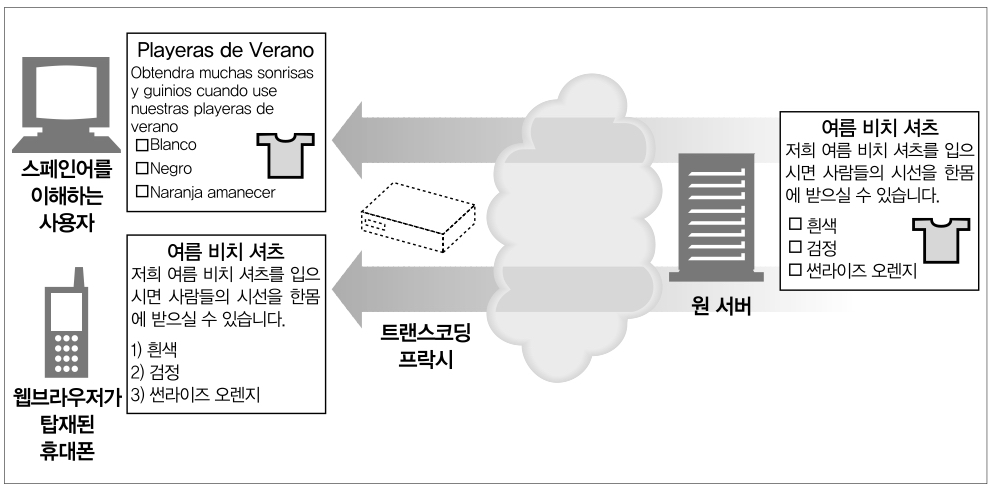 Playeras de Verano
Obtendra muchas sonrisas
y guinios cuando use
nuestras playeras de
verano
□Blanco
□Negro
□Naranja amanecer
스페인어를
이해하는
사용자
여름 비치 셔츠
저희 여름 비치 셔츠를 입으
시면 사람들의 시선을 한몸
에 받으실 수 있습니다.
1) 흰색
2) 검정
3) 썬라이즈 오렌지
웹브라우저가
탑재된
휴대폰
트랜스코딩
프락시
원 서버
여름 비치 셔츠
저희 여름 비치 셔츠를 입으
시면 사람들의 시선을 한몸
에 받으실 수 있습니다.
□ 흰색
□ 검정
□ 썬라이즈 오렌지